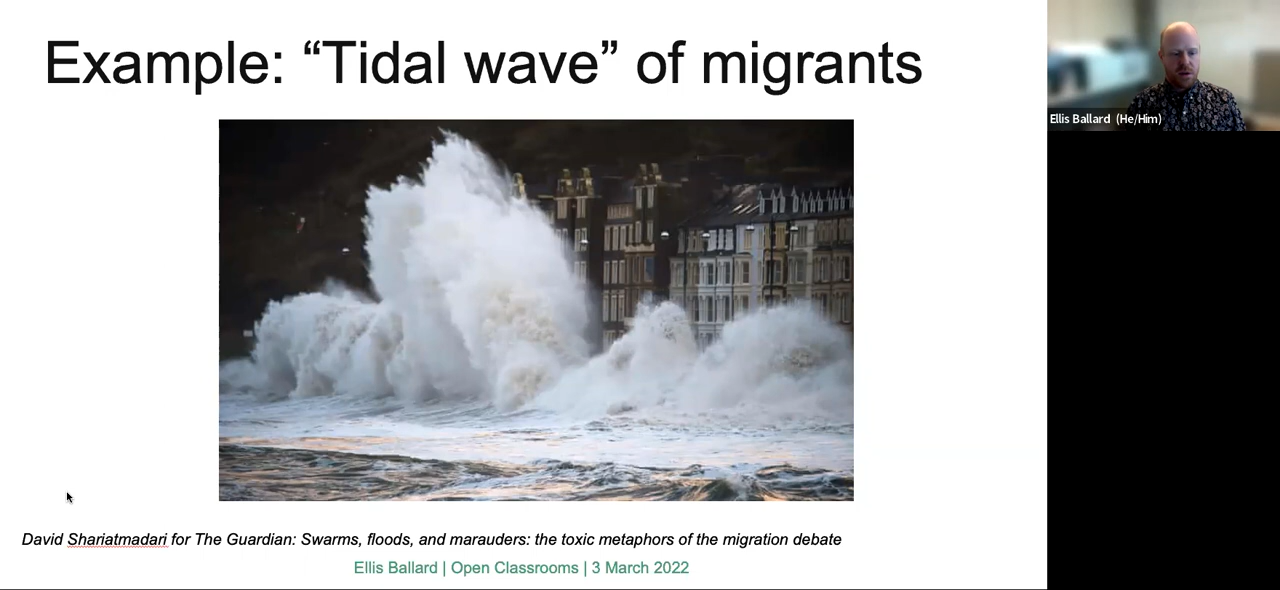 Example: “Tidal wave” of migrants
Ellis Ballard (He/Him)
David Shariatmadari for The Guardian: Swarms, floods, and marauders: the toxic metaphors of the migration debate
Ellis Ballard | Open Classrooms | 3 March 2022